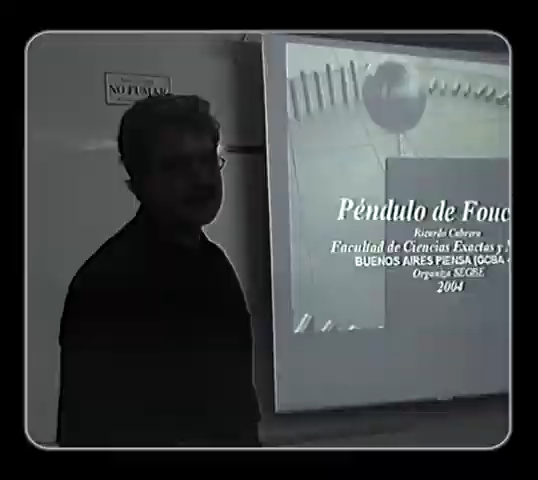 NO FUMAR
Péndulo de Fouc
Ricardo Cabrera
Facultad de Ciencias Exactas y N
BUENOS AIRES PIENSA (GCBA -
Organiza SEGBE
2004